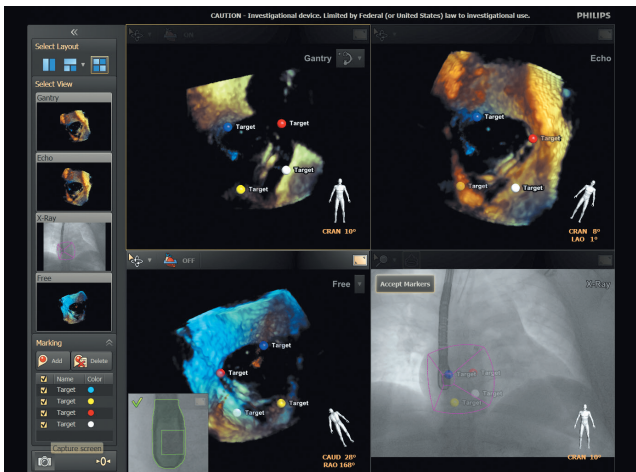 CAUTION - Investigational device. Limited by Federal (or United States) law to investigational use.
PHILIPS
Select Layout
Select View
Gantry
Echo
X-Ray
Free
Marking
Add
Delete
Name
Color
Target
Target
Target
Target
Capture screen
0
Gantry
Target
Target
Target
Target
CRAN 10°
Echo
Target
Target
Target
Target
CRAN 8°
LAO 1°
OFF
Free
Target
Target
Target
Target
CAUD 28°
RAO 168°
Accept Markers
X-Ray
Target
Target
Target
Target
CRAN 10°